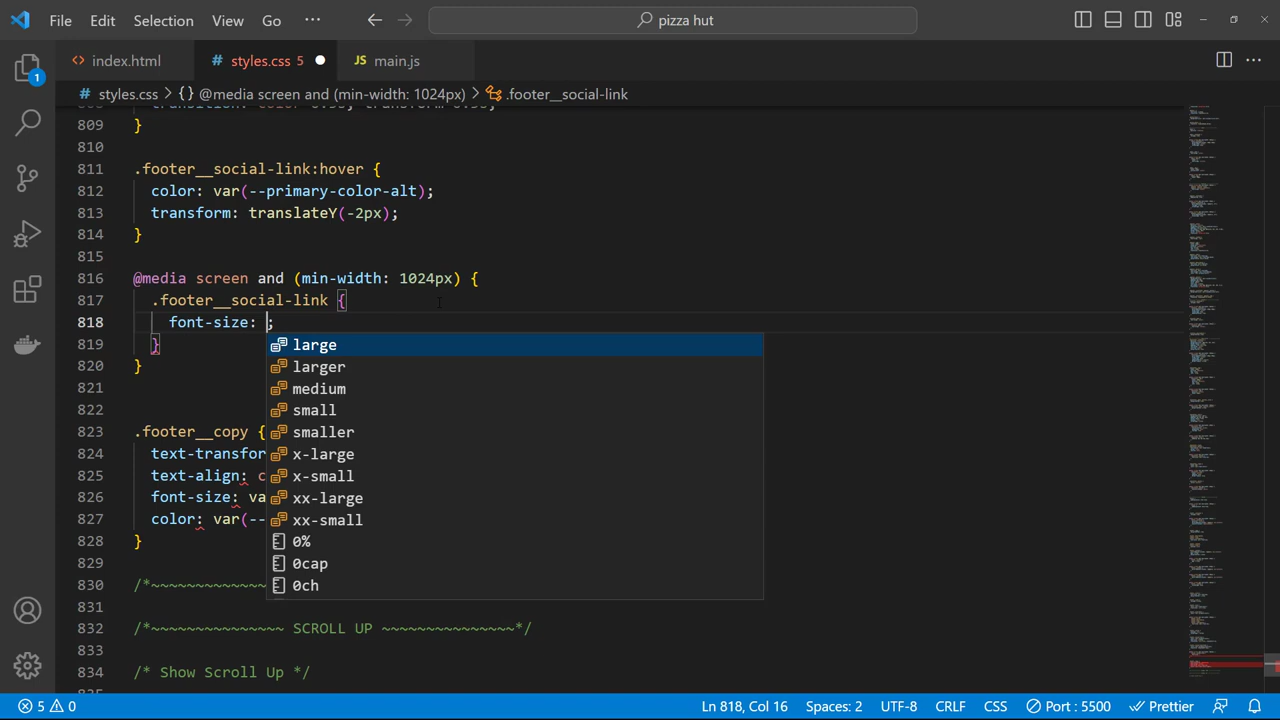 File Edit Selection View Go ··· pizza hut
index.html # styles.css 5 JS main.js ···
# styles.css > {} @media screen and (min-width: 1024px) > .footer__social-link
809 }
810
811 .footer__social-link:hover {
812 color: var(--primary-color-alt);
813 transform: translateY(-2px);
814 }
815
816 @media screen and (min-width: 1024px) {
817 .footer__social-link {
818 font-size: ;
819 }
large
820 }
larger
821
medium
822
small
823 .footer__copy {
smaller
824 text-transfor
x-large
825 text-align: c
x-small
826 font-size: va
xx-large
827 color: var(--
xx-small
828 }
0%
829
0cap
830 /*~~~~~~~~~~~~~~~
0ch
831
832 /*~~~~~~~~~~~~~~~ SCROLL UP ~~~~~~~~~~~~~~~*/
833
834 /* Show Scroll Up */
5 0 Ln 818, Col 16 Spaces: 2 UTF-8 CRLF CSS Port : 5500 Prettier
1